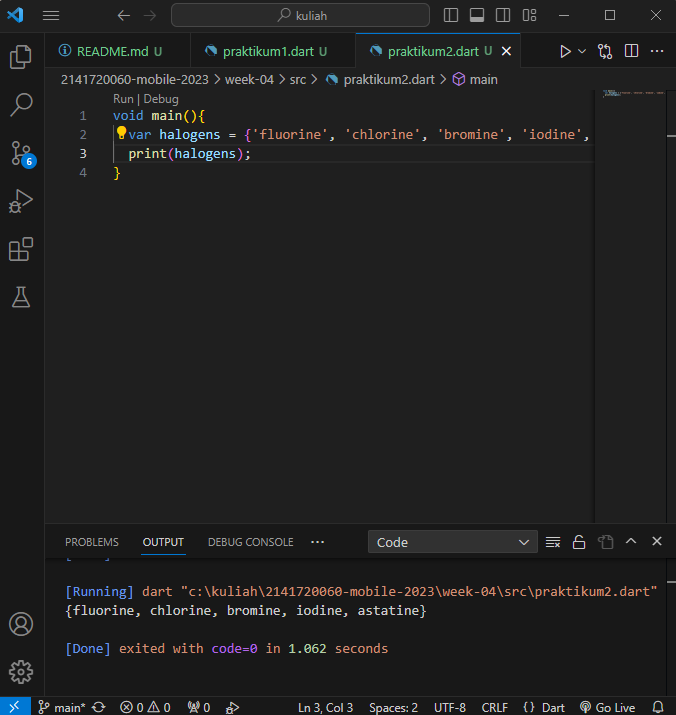 kuliah
README.md U
praktikum1.dart U
praktikum2.dart U
2141720060-mobile-2023 > week-04 > src > praktikum2.dart > main
Run | Debug
1 void main(){
2 var halogens = {'fluorine', 'chlorine', 'bromine', 'iodine',
3 print(halogens);
4 }
6
PROBLEMS OUTPUT DEBUG CONSOLE ··· Code
[Running] dart "c:\kuliah\2141720060-mobile-2023\week-04\src\praktikum2.dart"
{fluorine, chlorine, bromine, iodine, astatine}
[Done] exited with code=0 in 1.062 seconds
main* 0 0 0 Ln 3, Col 3 Spaces: 2 UTF-8 CRLF {} Dart Go Live